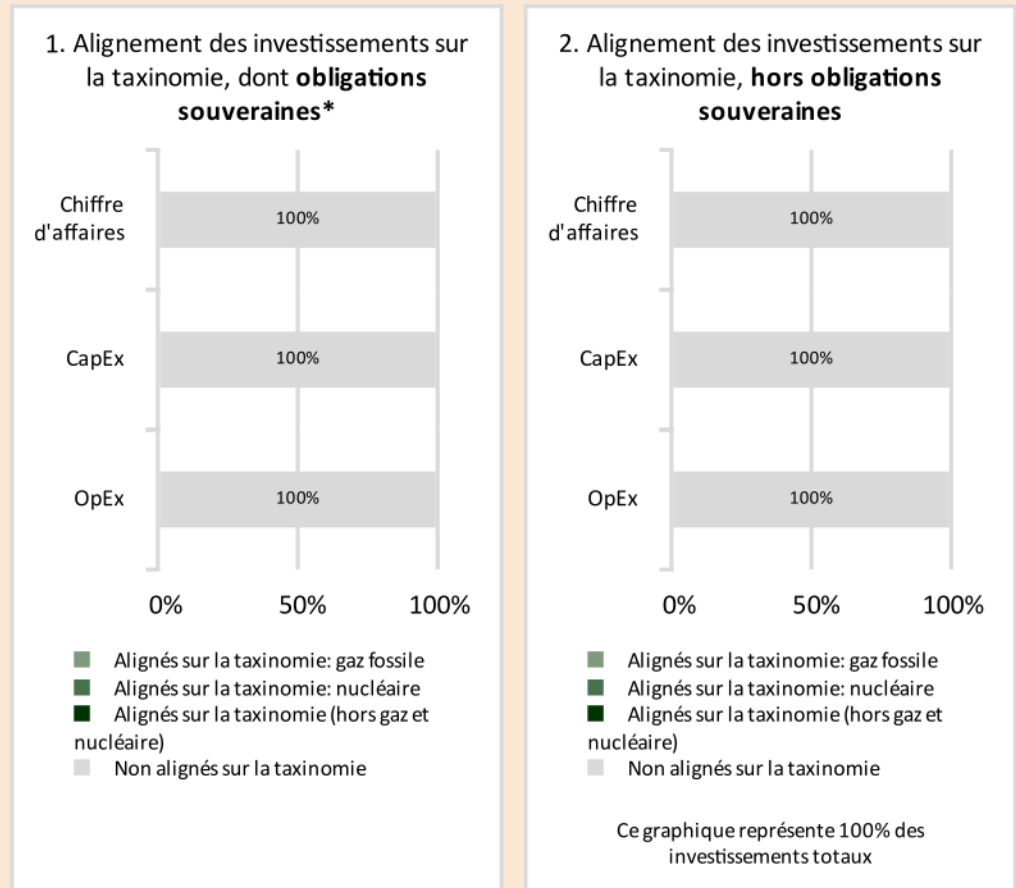 1. Alignement des investissements sur
la taxinomie, dont obligations
souveraines*
Chiffre
d'affaires
100%
CapEx
100%
OpEx
100%
0% 50% 100%
Alignés sur la taxinomie: gaz fossile
Alignés sur la taxinomie: nucléaire
Alignés sur la taxinomie (hors gaz et
nucléaire)
Non alignés sur la taxinomie
2. Alignement des investissements sur
la taxinomie, hors obligations
souveraines
Chiffre
d'affaires
100%
CapEx
100%
OpEx
100%
0% 50% 100%
Alignés sur la taxinomie: gaz fossile
Alignés sur la taxinomie: nucléaire
Alignés sur la taxinomie (hors gaz et
nucléaire)
Non alignés sur la taxinomie
Ce graphique représente 100% des
investissements totaux